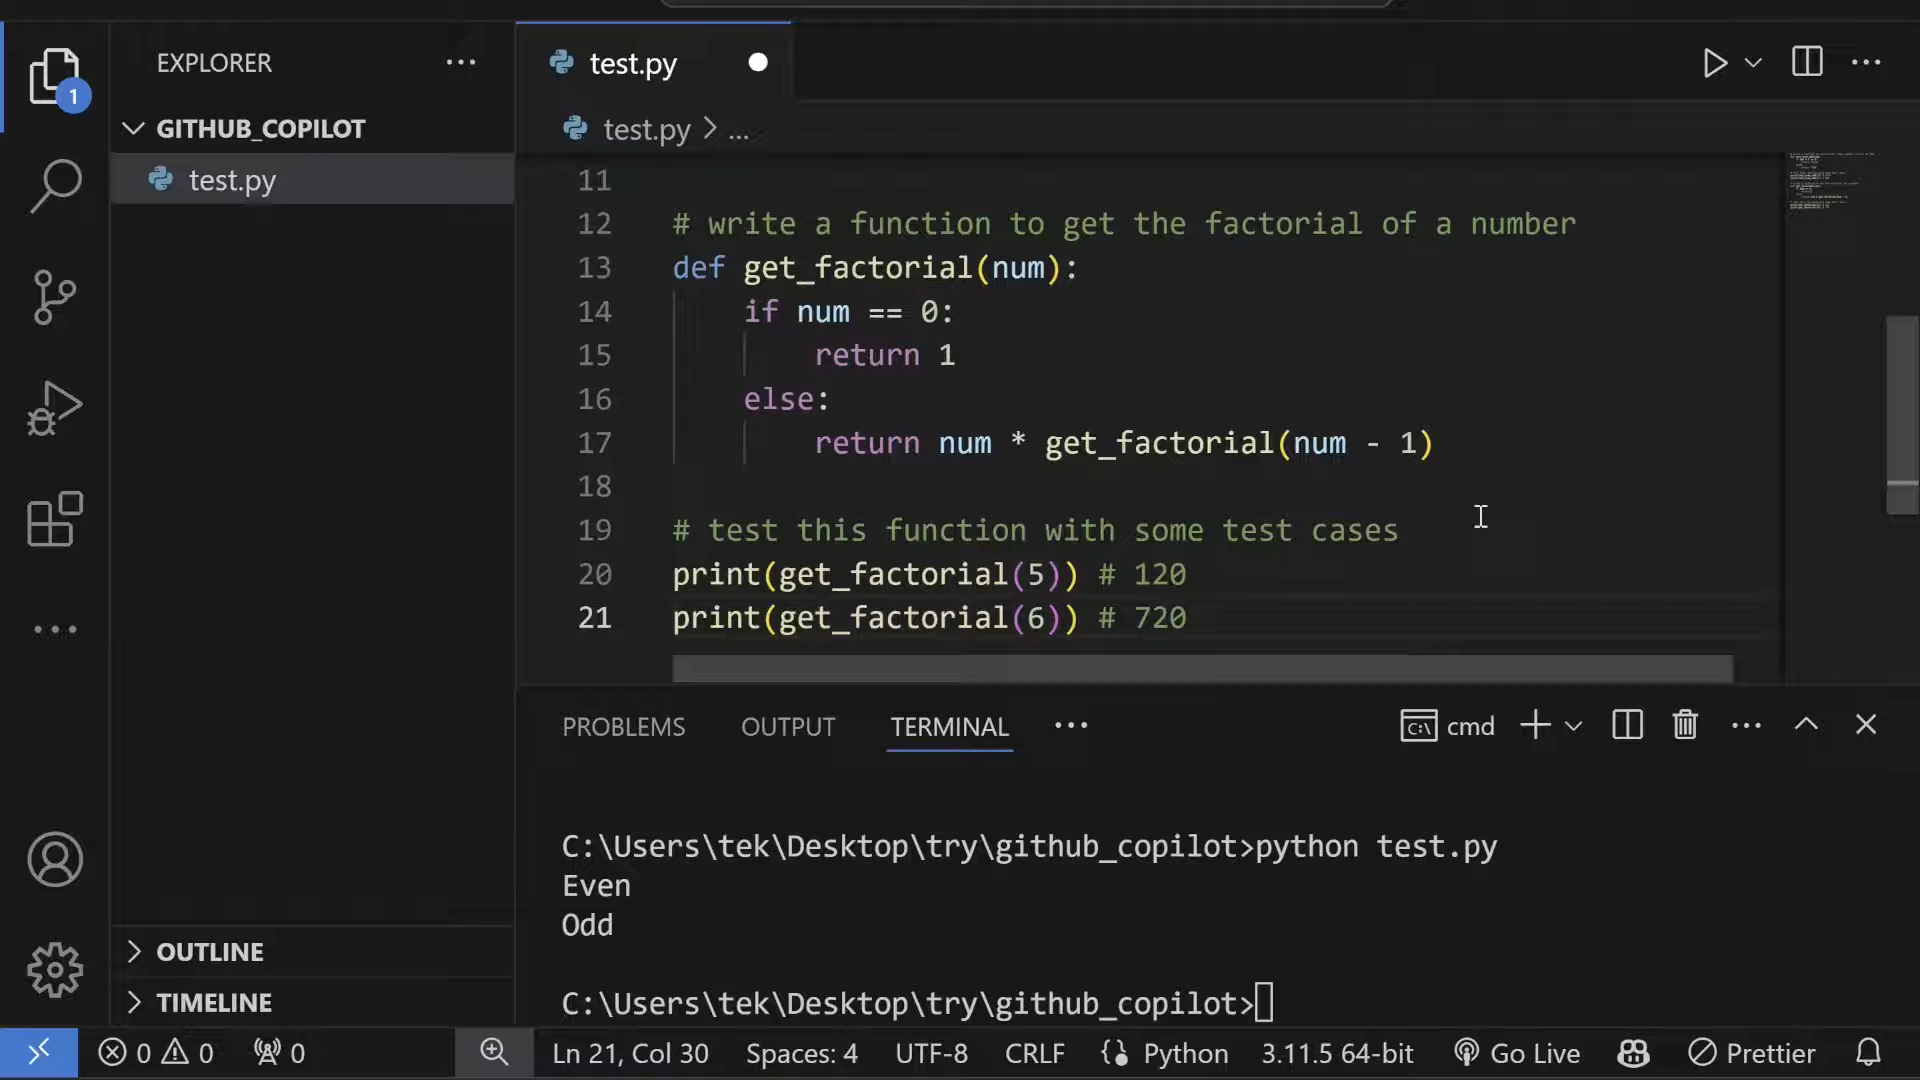 EXPLORER
GITHUB_COPILOT
test.py
1
OUTLINE
TIMELINE
test.py
test.py > ...
11
12 # write a function to get the factorial of a number
13 def get_factorial(num):
14     if num == 0:
15         return 1
16     else:
17         return num * get_factorial(num - 1)
18
19 # test this function with some test cases
20 print(get_factorial(5)) # 120
21 print(get_factorial(6)) # 720
PROBLEMS OUTPUT TERMINAL ... cmd
C:\Users\tek\Desktop\try\github_copilot>python test.py
Even
Odd
C:\Users\tek\Desktop\try\github_copilot>
0 0 0 Ln 21, Col 30 Spaces: 4 UTF-8 CRLF Python 3.11.5 64-bit Go Live Prettier